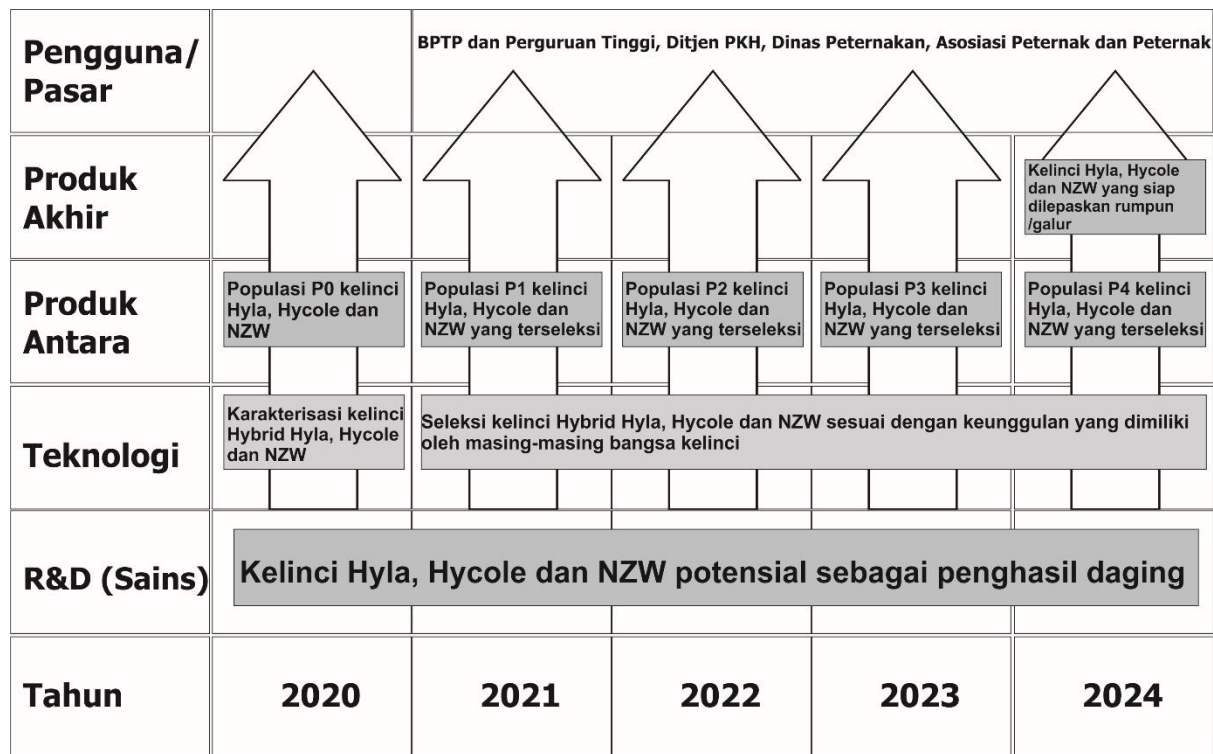 Pengguna/
Pasar
BPTP dan Perguruan Tinggi, Ditjen PKH, Dinas Peternakan, Asosiasi Peternak dan Peternak
Produk
Akhir
Kelinci Hyla, Hycole
dan NZW yang siap
dilepaskan rumpun
/galur
Produk
Antara
Populasi P0 kelinci
Hyla, Hycole dan
NZW
Populasi P1 kelinci
Hyla, Hycole dan
NZW yang terseleksi
Populasi P2 kelinci
Hyla, Hycole dan
NZW yang terseleksi
Populasi P3 kelinci
Hyla, Hycole dan
NZW yang terseleksi
Populasi P4 kelinci
Hyla, Hycole dan
NZW yang terseleksi
Teknologi
Karakterisasi kelinci
Hybrid Hyla, Hycole
dan NZW
Seleksi kelinci Hybrid Hyla, Hycole dan NZW sesuai dengan keunggulan yang dimiliki
oleh masing-masing bangsa kelinci
R&D (Sains)
Kelinci Hyla, Hycole dan NZW potensial sebagai penghasil daging
Tahun
2020
2021
2022
2023
2024